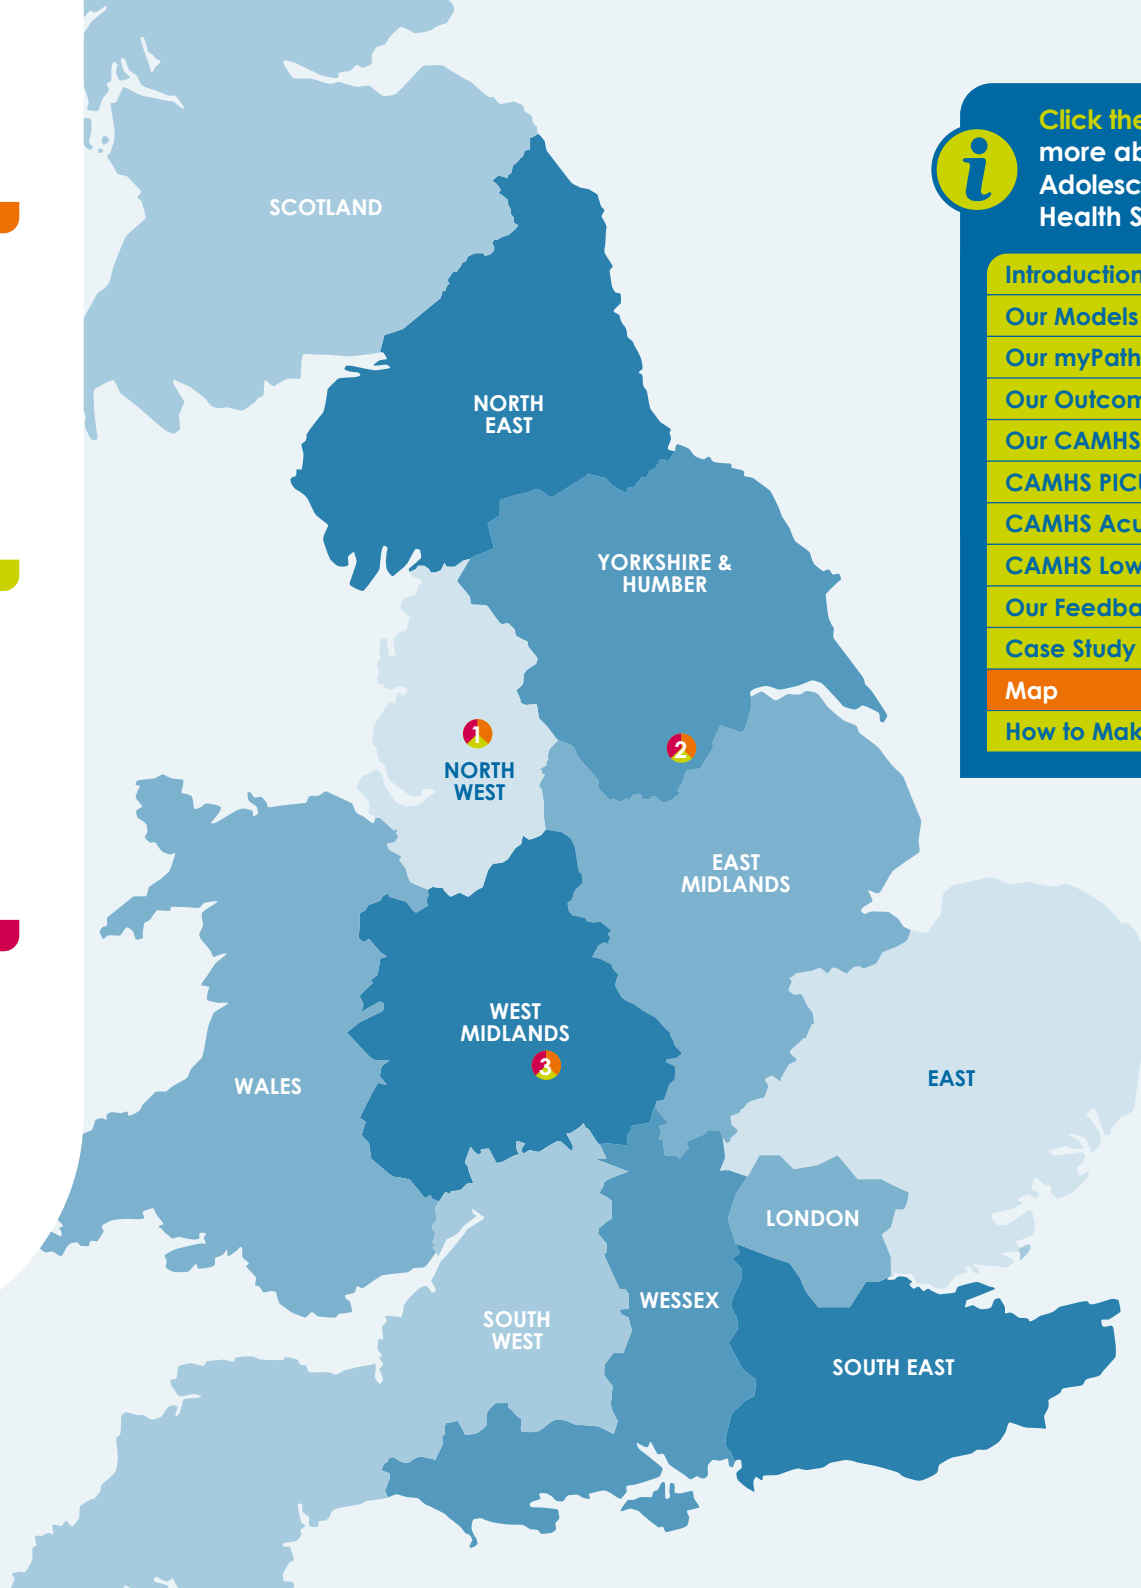 SCOTLAND
NORTH
EAST
YORKSHIRE &
HUMBER
1
NORTH
WEST
2
EAST
MIDLANDS
WEST
MIDLANDS
3
WALES
EAST
LONDON
WESSEX
SOUTH
WEST
SOUTH EAST
i
Click the
more ab
Adolesc
Health S
Introduction
Our Models
Our myPath
Our Outcom
Our CAMHS
CAMHS PICU
CAMHS Acu
CAMHS Low
Our Feedba
Case Study
Map
How to Mak